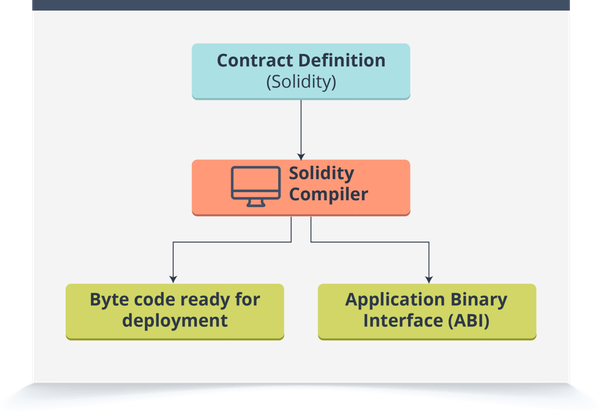 Contract Definition
(Solidity)
Solidity
Compiler
Byte code ready for
deployment
Application Binary
Interface (ABI)